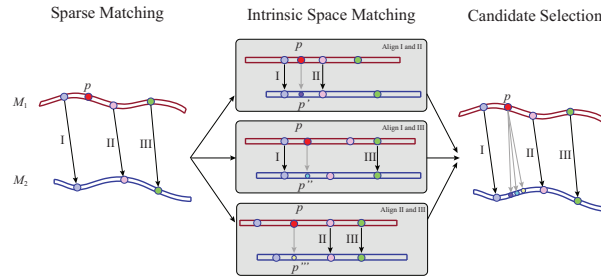 Sparse Matching
Intrinsic Space Matching
Candidate Selection
p
M1
I
II
III
M2
p
Align I and II
I
II
p'
p
Align I and III
I
III
p''
p
Align II and III
II
III
p'''
p
I
II
III